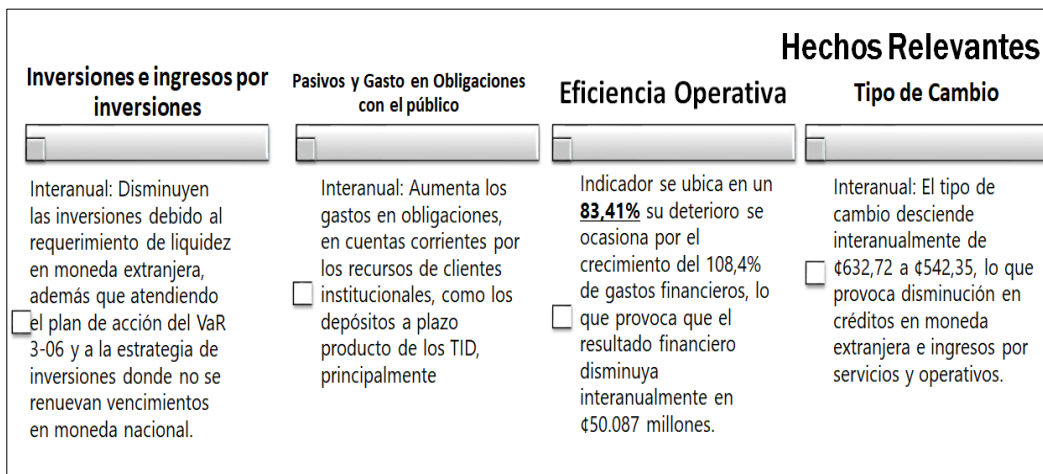 Hechos Relevantes
Inversiones e ingresos por
inversiones
Interanual: Disminuyen
las inversiones debido al
requerimiento de liquidez
en moneda extranjera,
además que atendiendo
el plan de acción del VaR
3-06 y a la estrategia de
inversiones donde no se
renuevan vencimientos
en moneda nacional.
Pasivos y Gasto en Obligaciones
con el público
Interanual: Aumenta los
gastos en obligaciones,
en cuentas corrientes por
los recursos de clientes
institucionales, como los
depósitos a plazo
producto de los TID,
principalmente
Eficiencia Operativa
Indicador se ubica en un
83,41% su deterioro se
ocasiona por el
crecimiento del 108,4%
de gastos financieros, lo
que provoca que el
resultado financiero
disminuya
interanualmente en
¢50.087 millones.
Tipo de Cambio
Interanual: El tipo de
cambio desciende
interanualmente de
¢632,72 a ¢542,35, lo que
provoca disminución en
créditos en moneda
extranjera e ingresos por
servicios y operativos.